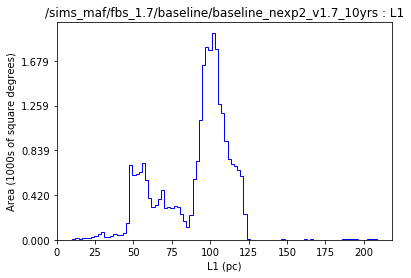 /sims_maf/fbs_1.7/baseline/baseline_nexp2_v1.7_10yrs : L1
Area (1000s of square degrees)
1.679
1.259
0.839
0.420
0.000
0 25 50 75 100 125 150 175 200
L1 (pc)